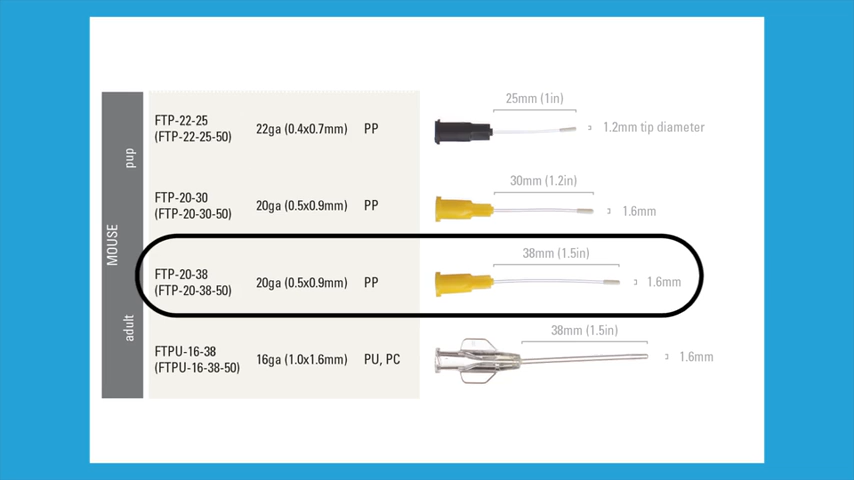 MOUSE
pup
adult
FTP-22-25
(FTP-22-25-50)
22ga (0.4x0.7mm)
PP
25mm (1in)
1.2mm tip diameter
FTP-20-30
(FTP-20-30-50)
20ga (0.5x0.9mm)
PP
30mm (1.2in)
1.6mm
FTP-20-38
(FTP-20-38-50)
20ga (0.5x0.9mm)
PP
38mm (1.5in)
1.6mm
FTPU-16-38
(FTPU-16-38-50)
16ga (1.0x1.6mm)
PU, PC
38mm (1.5in)
1.6mm